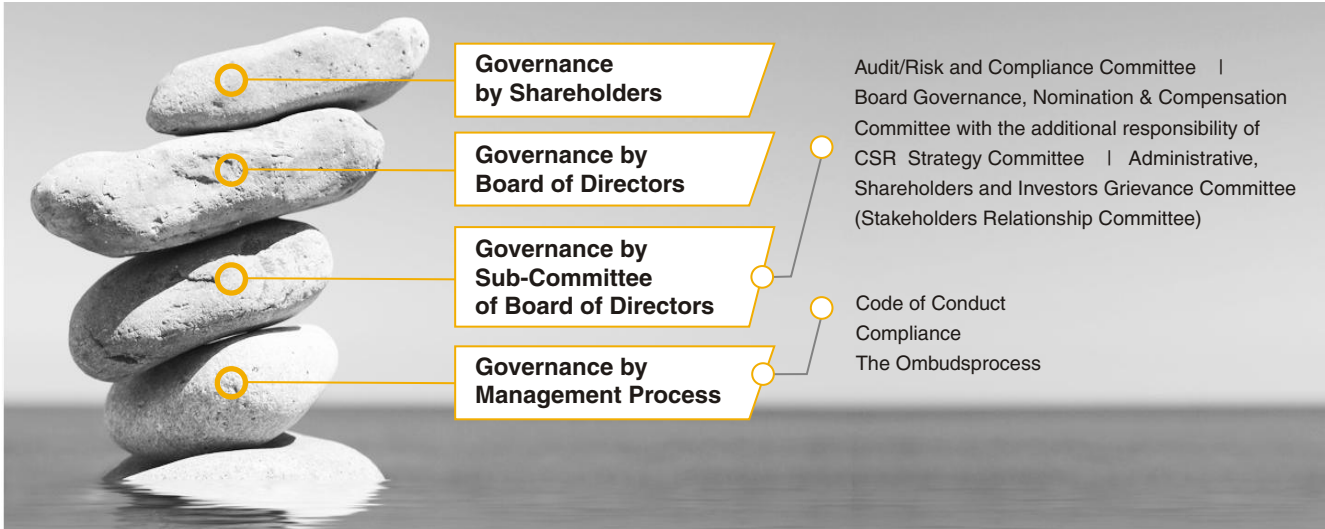 Governance
by Shareholders
Governance by
Board of Directors
Governance by
Sub-Committee
of Board of Directors
Governance by
Management Process
Audit/Risk and Compliance Committee |
Board Governance, Nomination & Compensation
Committee with the additional responsibility of
CSR Strategy Committee | Administrative,
Shareholders and Investors Grievance Committee
(Stakeholders Relationship Committee)
Code of Conduct
Compliance
The Ombudsprocess